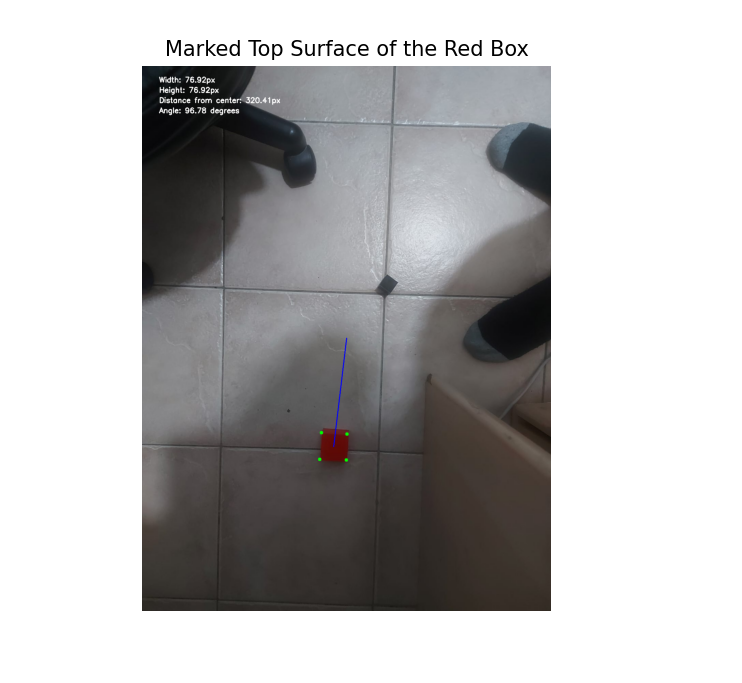 Marked Top Surface of the Red Box
Width: 76.92px
Height: 76.92px
Distance from center: 320.41px
Angle: 96.78 degrees